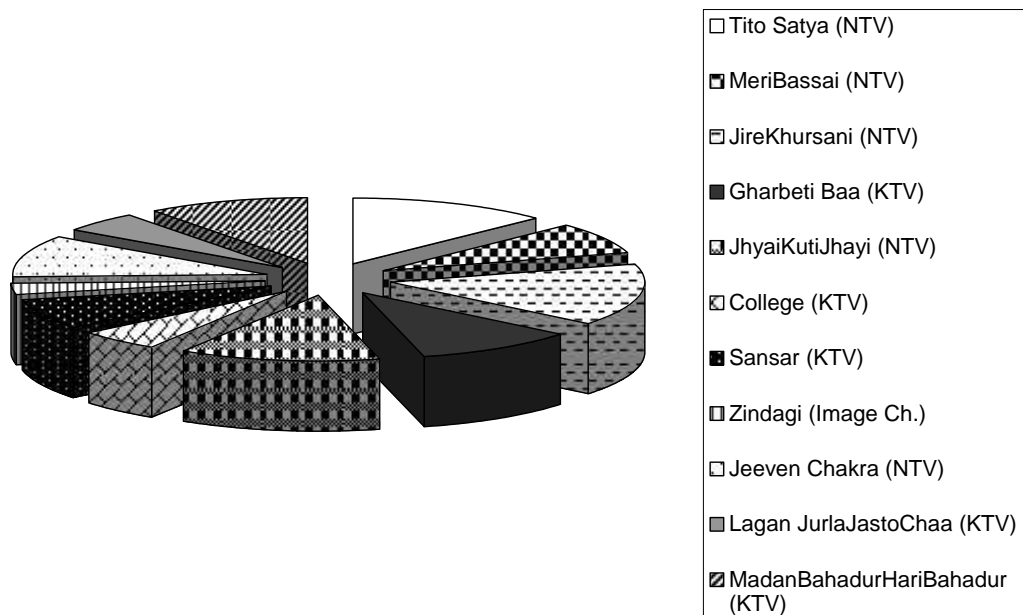 Tito Satya (NTV)
MeriBassai (NTV)
JireKhursani (NTV)
Gharbeti Baa (KTV)
JhyaiKutiJhayi (NTV)
College (KTV)
Sansar (KTV)
Zindagi (Image Ch.)
Jeeven Chakra (NTV)
Lagan JurlaJastoChaa (KTV)
MadanBahadurHariBahadur
(KTV)